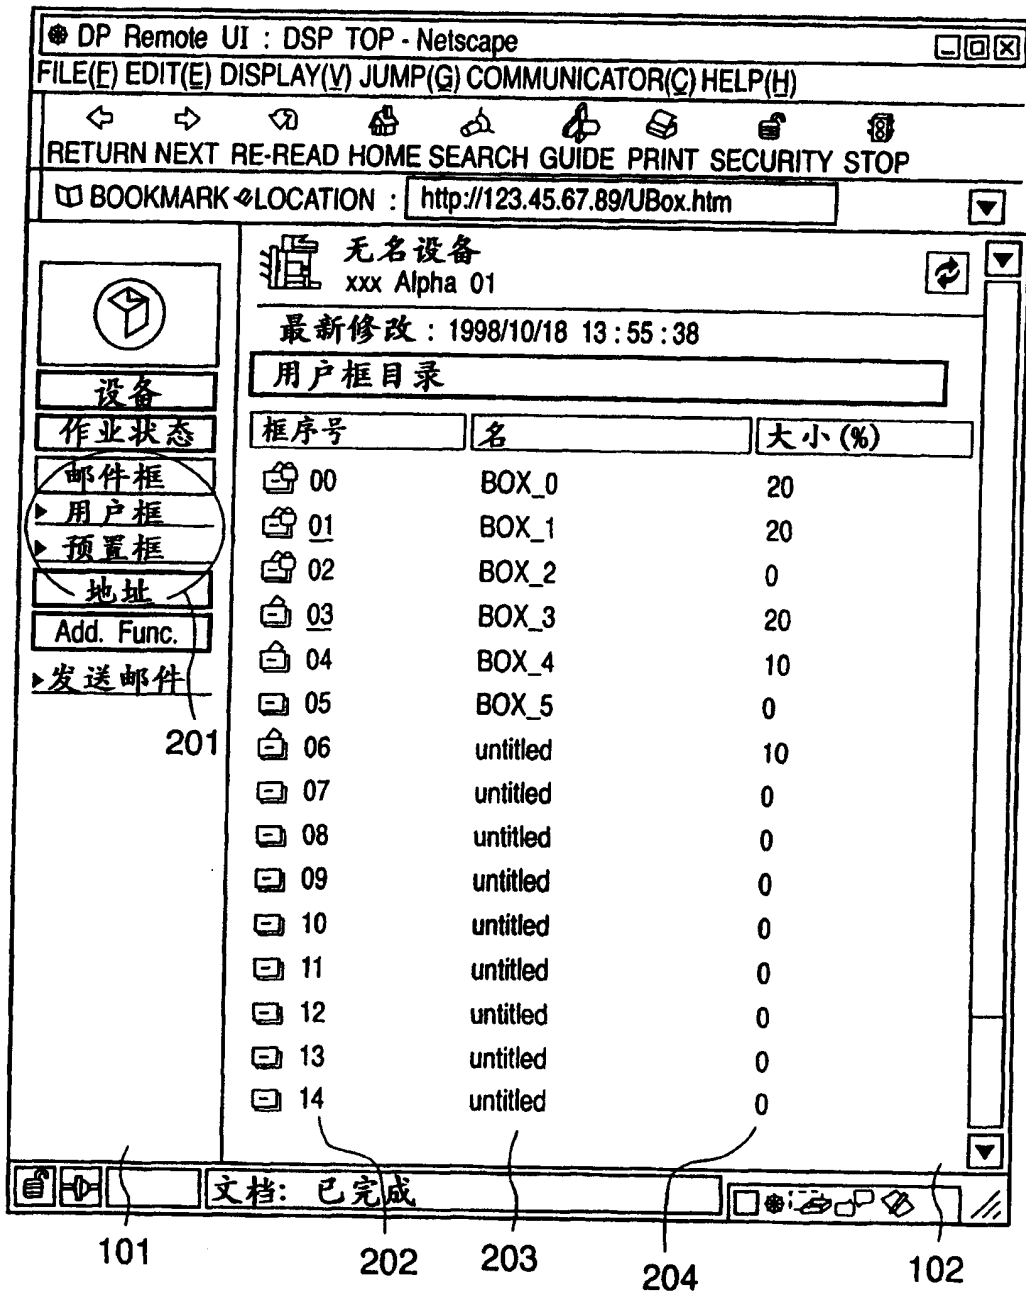 DP Remote UI : DSP TOP - Netscape
FILE(F) EDIT(E) DISPLAY(V) JUMP(G) COMMUNICATOR(C) HELP(H)
RETURN NEXT RE-READ HOME SEARCH GUIDE PRINT SECURITY STOP
BOOKMARK LOCATION : http://123.45.67.89/UBox.htm
无名设备
xxx Alpha 01
最新修改 : 1998/10/18 13 : 55 : 38
用户框目录
设备
作业状态
邮件框
用户框
预置框
地址
Add. Func.
发送邮件
201
框序号 名 大小(%)
00 BOX_0 20
01 BOX_1 20
02 BOX_2 0
03 BOX_3 20
04 BOX_4 10
05 BOX_5 0
06 untitled 10
07 untitled 0
08 untitled 0
09 untitled 0
10 untitled 0
11 untitled 0
12 untitled 0
13 untitled 0
14 untitled 0
文档: 已完成
101 202 203 204 102